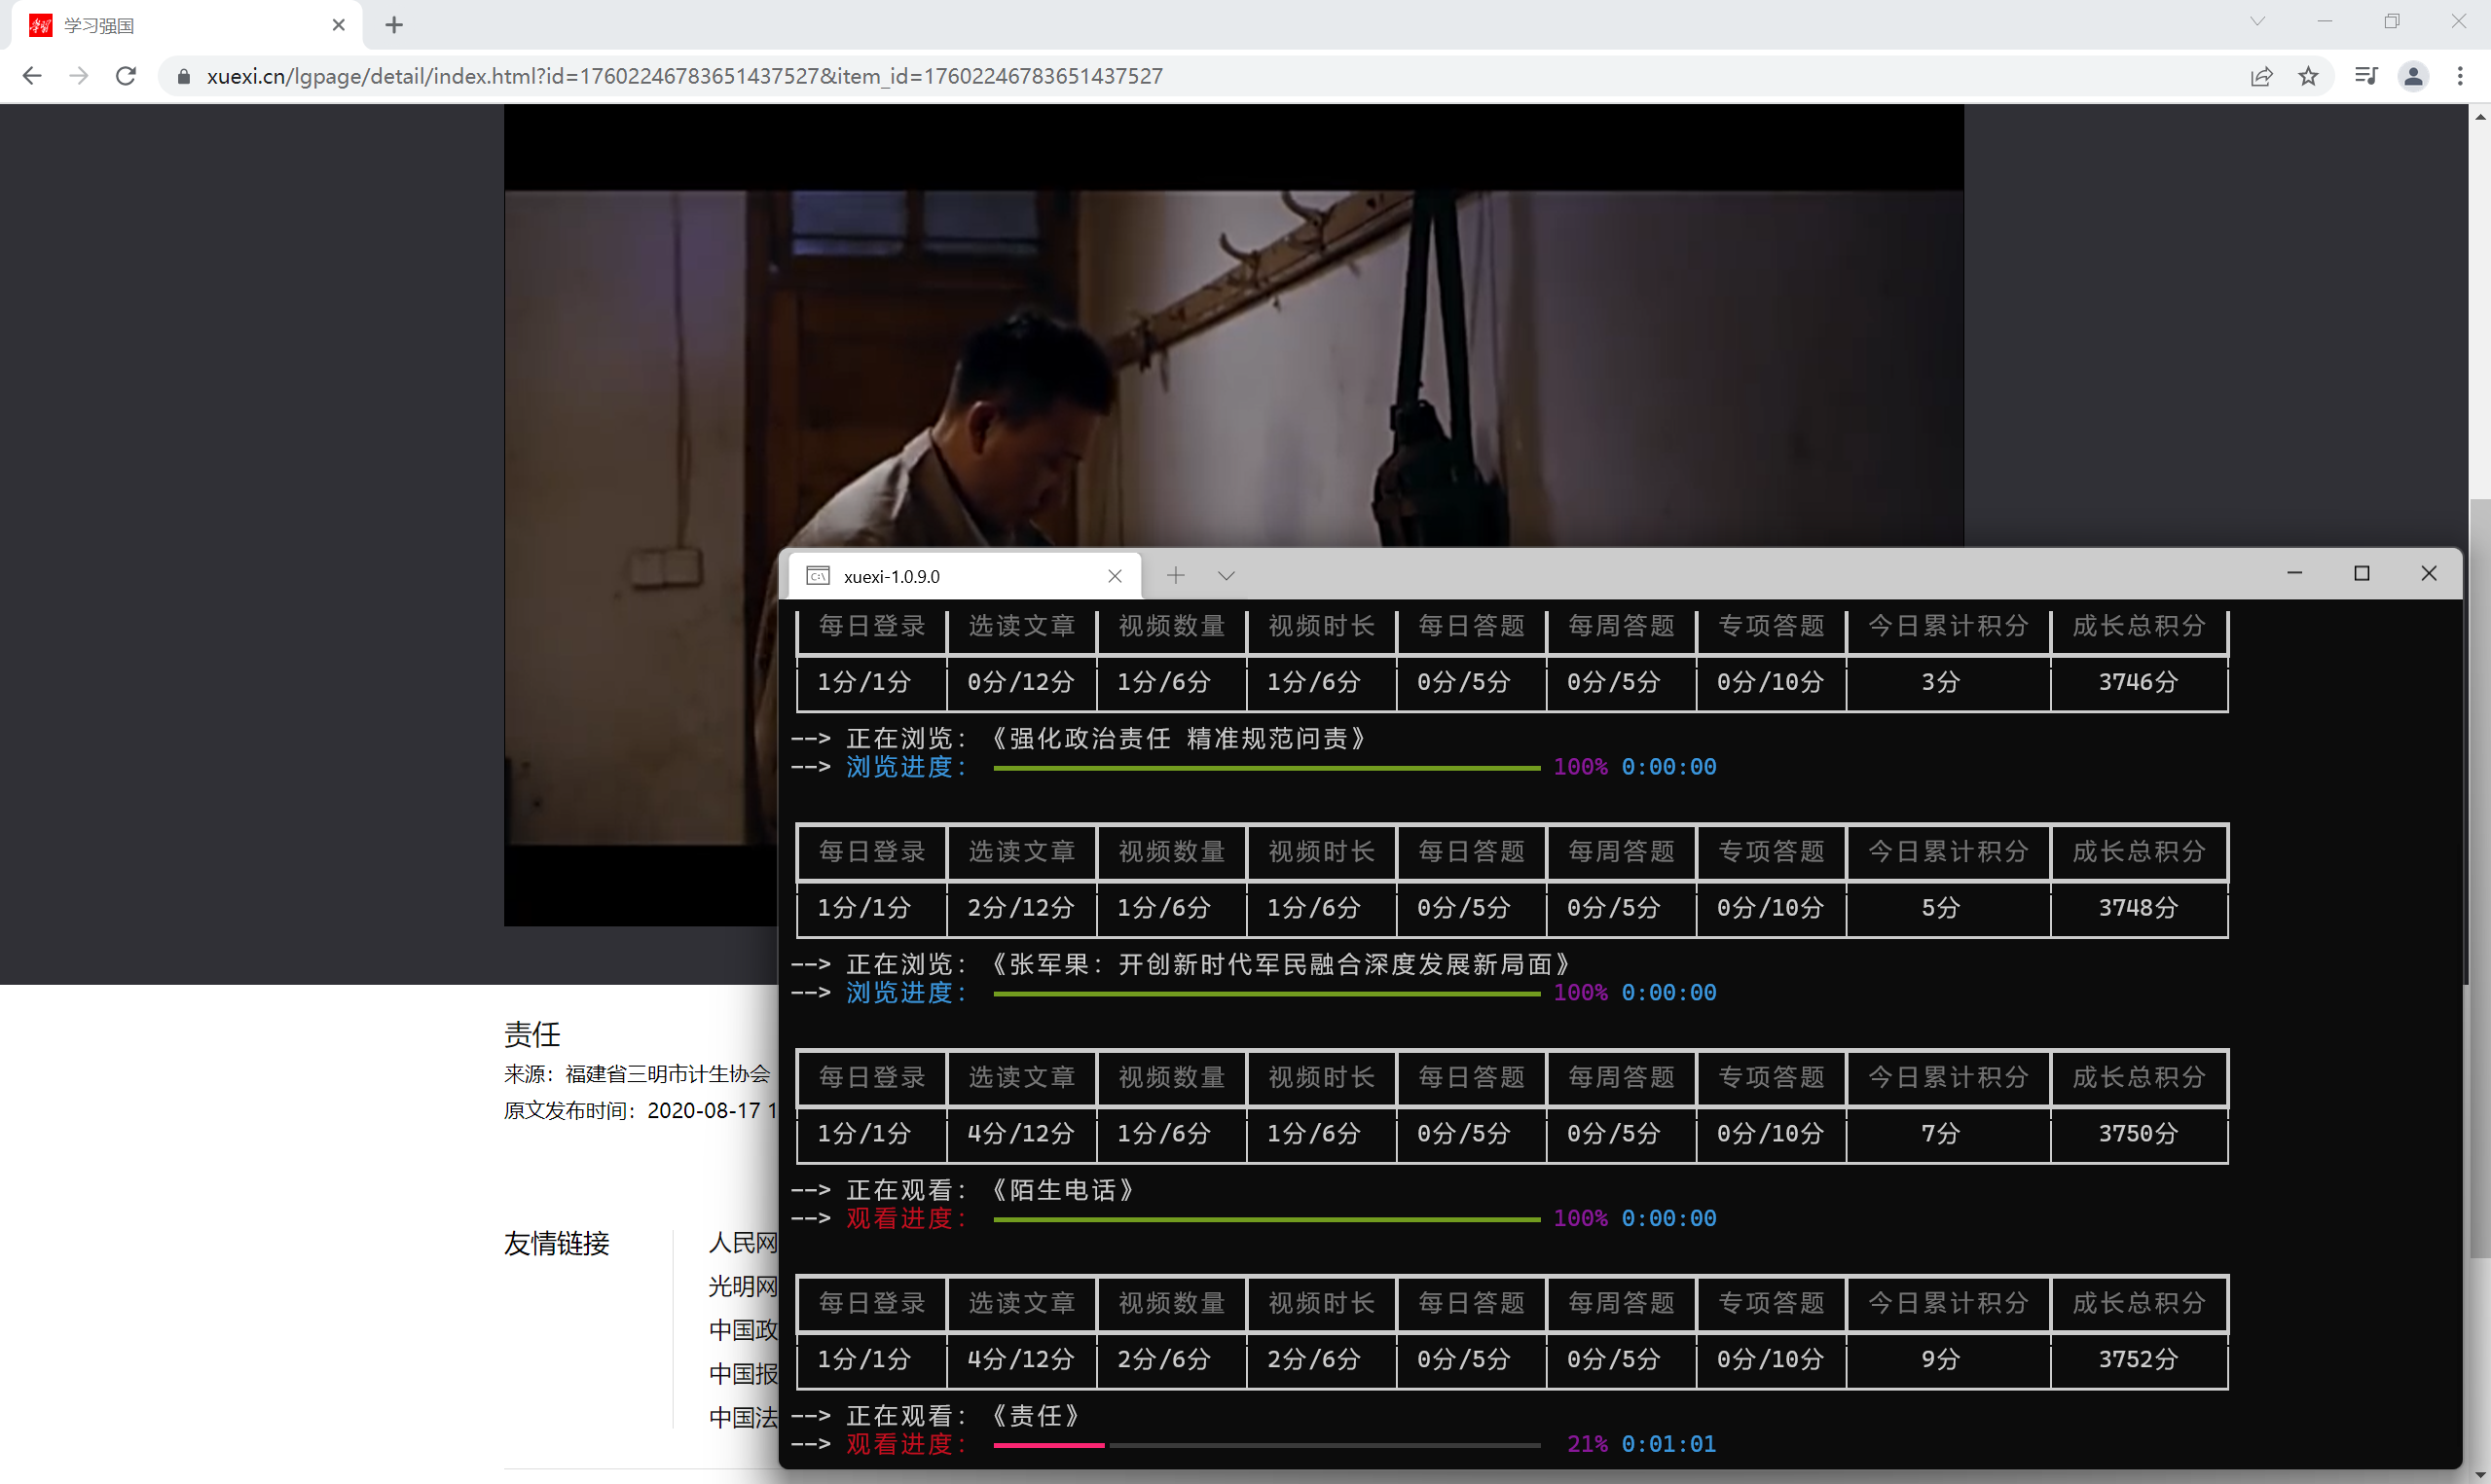 学习强国
xuexi.cn/lgpage/detail/index.html?id=17602246783651437527&item_id=17602246783651437527
xuexi-1.0.9.0
每日登录 选读文章 视频数量 视频时长 每日答题 每周答题 专项答题 今日累计积分 成长总积分
1分/1分 0分/12分 1分/6分 1分/6分 0分/5分 0分/5分 0分/10分 3分 3746分
--> 正在浏览：《强化政治责任 精准规范问责》
--> 浏览进度： 100% 0:00:00
每日登录 选读文章 视频数量 视频时长 每日答题 每周答题 专项答题 今日累计积分 成长总积分
1分/1分 2分/12分 1分/6分 1分/6分 0分/5分 0分/5分 0分/10分 5分 3748分
--> 正在浏览：《张军果：开创新时代军民融合深度发展新局面》
--> 浏览进度： 100% 0:00:00
每日登录 选读文章 视频数量 视频时长 每日答题 每周答题 专项答题 今日累计积分 成长总积分
1分/1分 4分/12分 1分/6分 1分/6分 0分/5分 0分/5分 0分/10分 7分 3750分
--> 正在观看：《陌生电话》
--> 观看进度： 100% 0:00:00
每日登录 选读文章 视频数量 视频时长 每日答题 每周答题 专项答题 今日累计积分 成长总积分
1分/1分 4分/12分 2分/6分 2分/6分 0分/5分 0分/5分 0分/10分 9分 3752分
--> 正在观看：《责任》
--> 观看进度： 21% 0:01:01
责任
来源：福建省三明市计生协会
原文发布时间：2020-08-17 1
友情链接
人民网
光明网
中国政
中国报
中国法